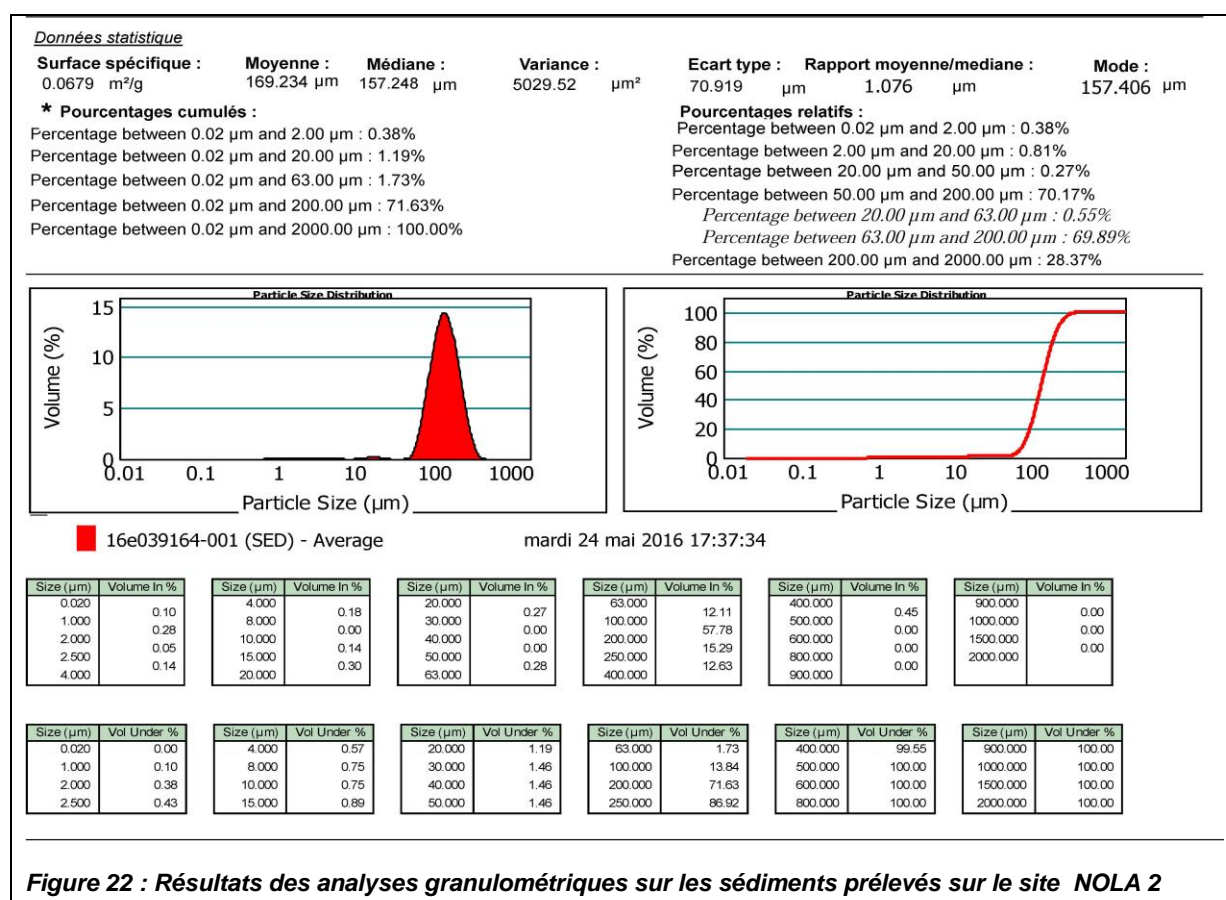 Données statistique
Surface spécifique : Moyenne : Médiane : Variance : Ecart type : Rapport moyenne/mediane : Mode :
0.0679 m²/g 169.234 µm 157.248 µm 5029.52 µm² 70.919 µm 1.076 µm 157.406 µm
* Pourcentages cumulés :
Percentage between 0.02 µm and 2.00 µm : 0.38%
Percentage between 0.02 µm and 20.00 µm : 1.19%
Percentage between 0.02 µm and 63.00 µm : 1.73%
Percentage between 0.02 µm and 200.00 µm : 71.63%
Percentage between 0.02 µm and 2000.00 µm : 100.00%
Pourcentages relatifs :
Percentage between 0.02 µm and 2.00 µm : 0.38%
Percentage between 2.00 µm and 20.00 µm : 0.81%
Percentage between 20.00 µm and 50.00 µm : 0.27%
Percentage between 50.00 µm and 200.00 µm : 70.17%
Percentage between 20.00 µm and 63.00 µm : 0.55%
Percentage between 63.00 µm and 200.00 µm : 69.89%
Percentage between 200.00 µm and 2000.00 µm : 28.37%
Particle Size Distribution
Volume (%)
15
10
5
0
0.01 0.1 1 10 100 1000
Particle Size (µm)
Particle Size Distribution
Volume (%)
100
80
60
40
20
0
0.01 0.1 1 10 100 1000
Particle Size (µm)
16e039164-001 (SED) - Average mardi 24 mai 2016 17:37:34
Size (µm) Volume In %
0.020
0.10
1.000
0.28
2.000
0.05
2.500
0.14
4.000
Size (µm) Volume In %
4.000
0.18
8.000
0.00
10.000
0.14
15.000
0.30
20.000
Size (µm) Volume In %
20.000
0.27
30.000
0.00
40.000
0.00
50.000
0.28
63.000
Size (µm) Volume In %
63.000
12.11
100.000
57.78
200.000
15.29
250.000
12.63
400.000
Size (µm) Volume In %
400.000
0.45
500.000
0.00
600.000
0.00
800.000
0.00
900.000
Size (µm) Volume In %
900.000
0.00
1000.000
0.00
1500.000
0.00
2000.000
Size (µm) Vol Under %
0.020 0.00
1.000 0.10
2.000 0.38
2.500 0.43
Size (µm) Vol Under %
4.000 0.57
8.000 0.75
10.000 0.75
15.000 0.89
Size (µm) Vol Under %
20.000 1.19
30.000 1.46
40.000 1.46
50.000 1.46
Size (µm) Vol Under %
63.000 1.73
100.000 13.84
200.000 71.63
250.000 86.92
Size (µm) Vol Under %
400.000 99.55
500.000 100.00
600.000 100.00
800.000 100.00
Size (µm) Vol Under %
900.000 100.00
1000.000 100.00
1500.000 100.00
2000.000 100.00
Figure 22 : Résultats des analyses granulométriques sur les sédiments prélevés sur le site NOLA 2